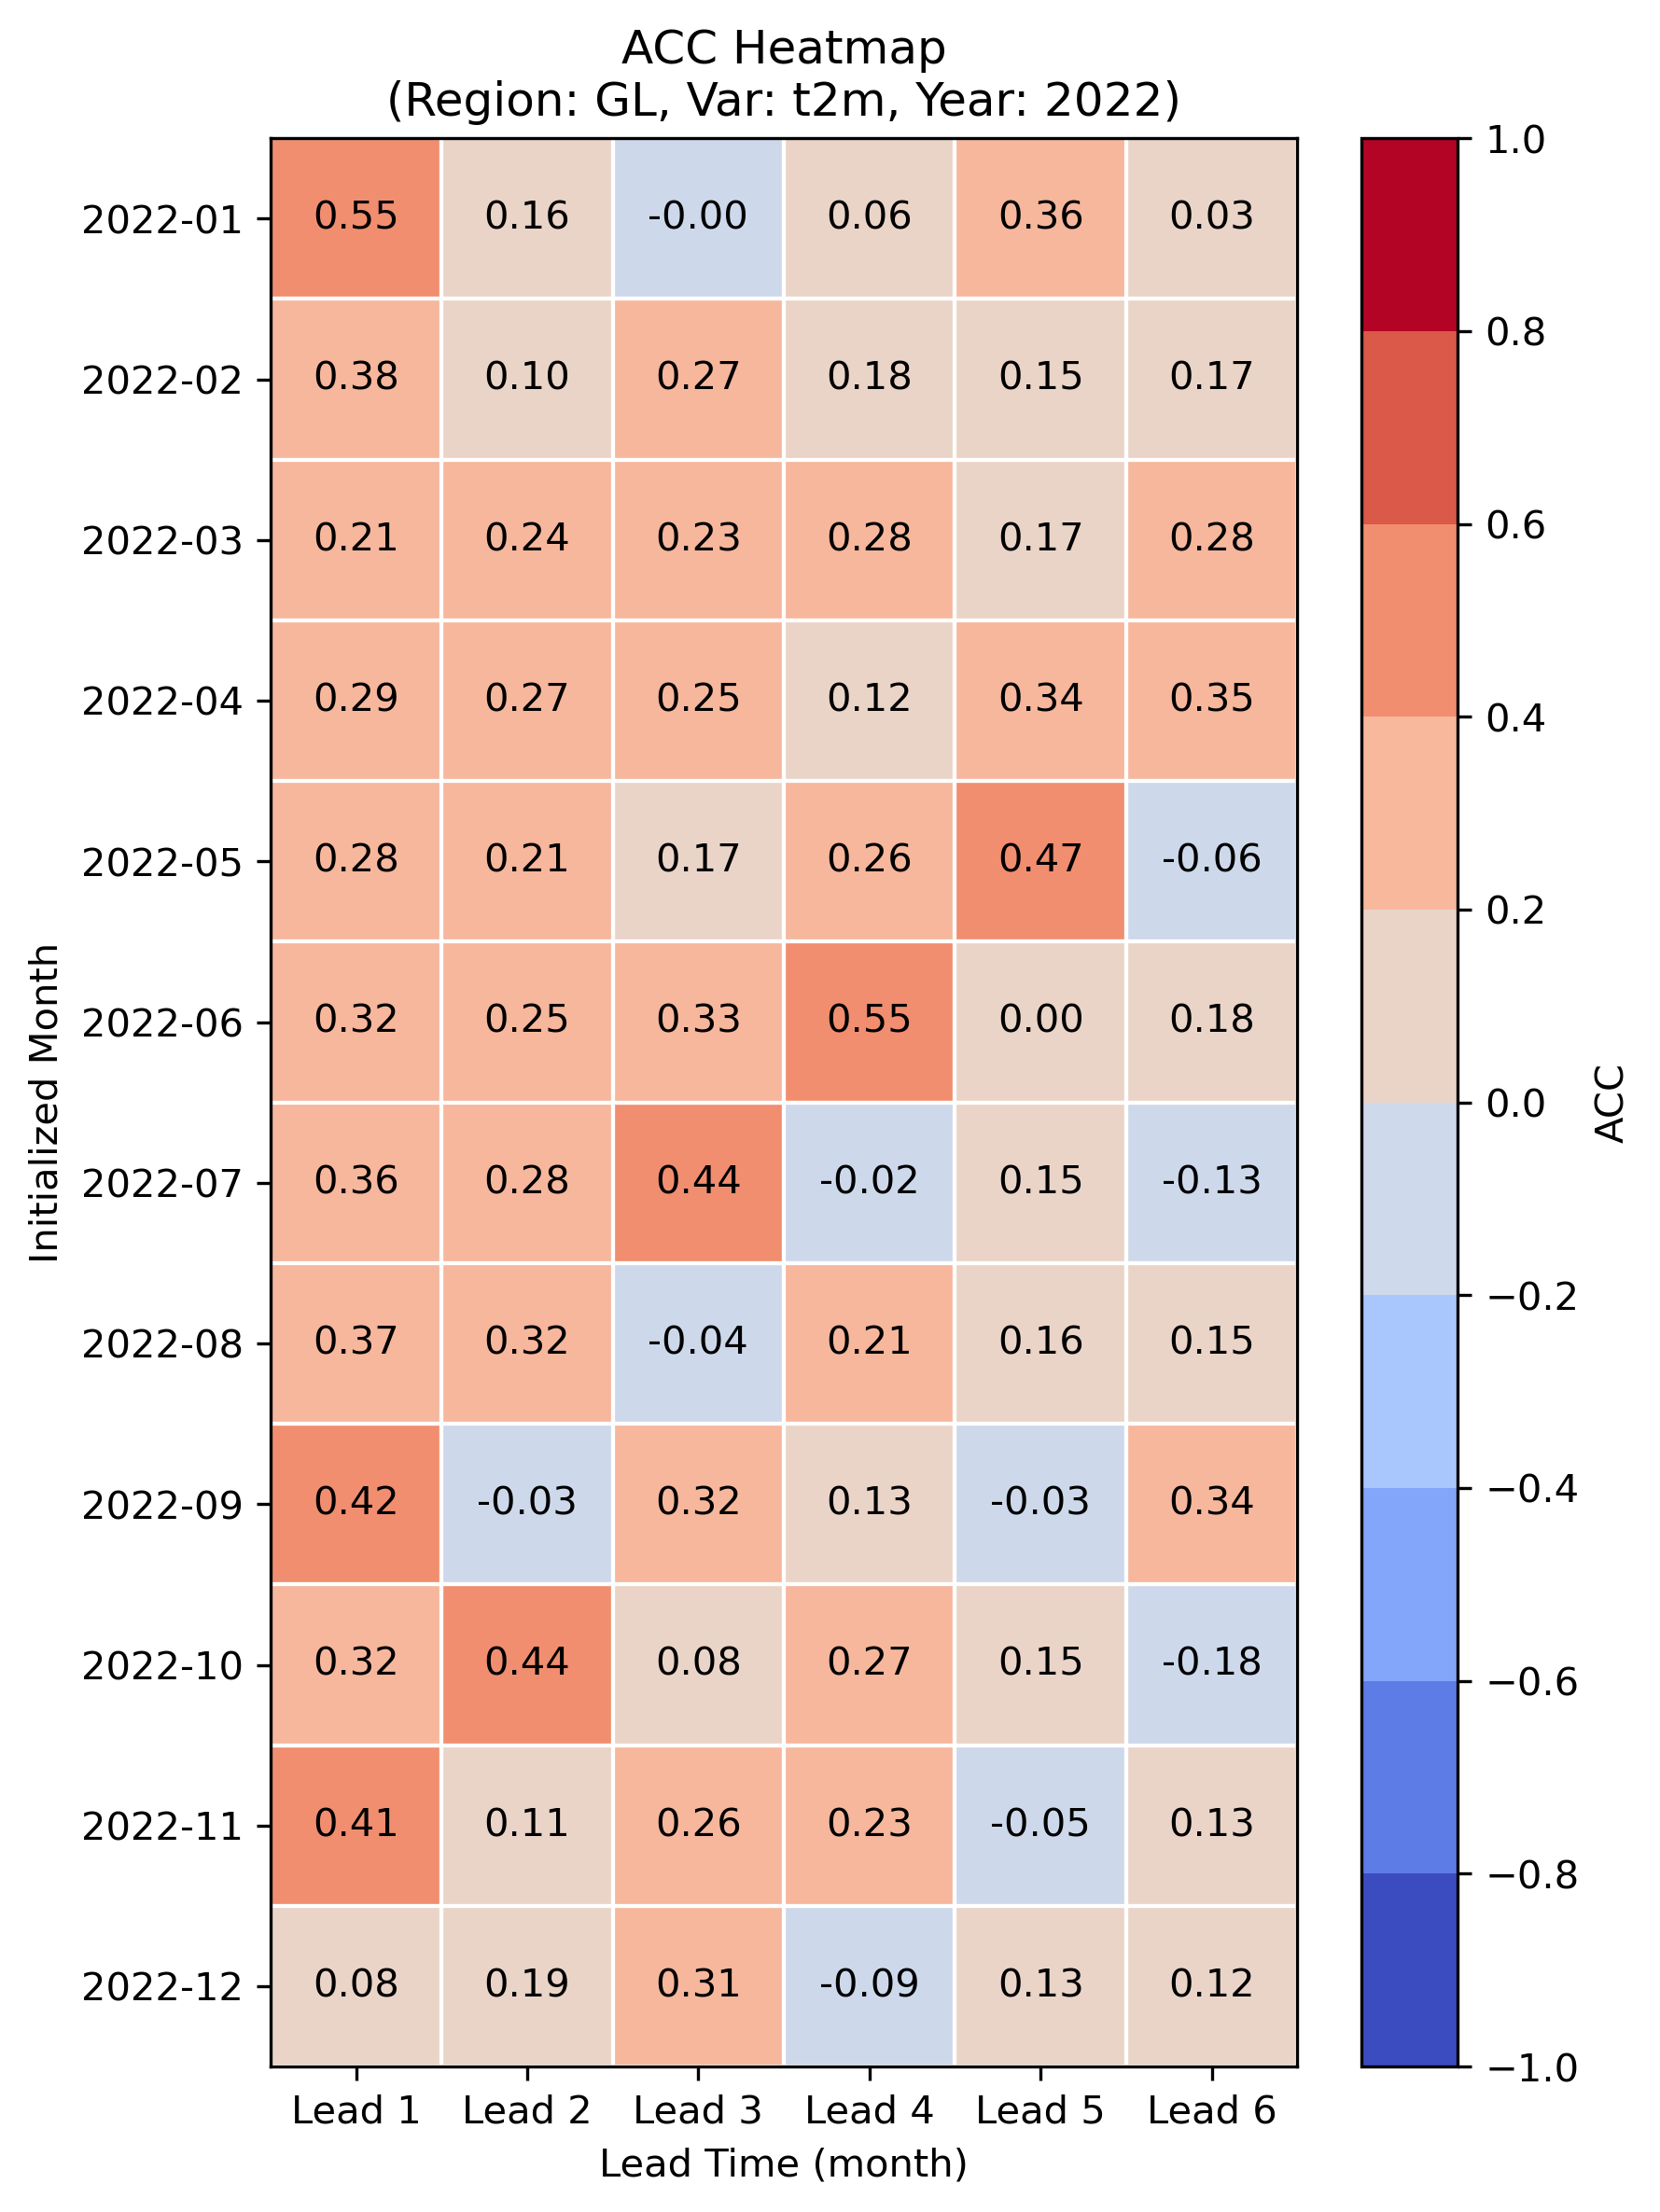 ACC Heatmap
(Region: GL, Var: t2m, Year: 2022)
Initialized Month
2022-01 0.55 0.16 -0.00 0.06 0.36 0.03
2022-02 0.38 0.10 0.27 0.18 0.15 0.17
2022-03 0.21 0.24 0.23 0.28 0.17 0.28
2022-04 0.29 0.27 0.25 0.12 0.34 0.35
2022-05 0.28 0.21 0.17 0.26 0.47 -0.06
2022-06 0.32 0.25 0.33 0.55 0.00 0.18
2022-07 0.36 0.28 0.44 -0.02 0.15 -0.13
2022-08 0.37 0.32 -0.04 0.21 0.16 0.15
2022-09 0.42 -0.03 0.32 0.13 -0.03 0.34
2022-10 0.32 0.44 0.08 0.27 0.15 -0.18
2022-11 0.41 0.11 0.26 0.23 -0.05 0.13
2022-12 0.08 0.19 0.31 -0.09 0.13 0.12
Lead 1 Lead 2 Lead 3 Lead 4 Lead 5 Lead 6
Lead Time (month)
1.0
0.8
0.6
0.4
0.2
0.0
−0.2
−0.4
−0.6
−0.8
−1.0
ACC